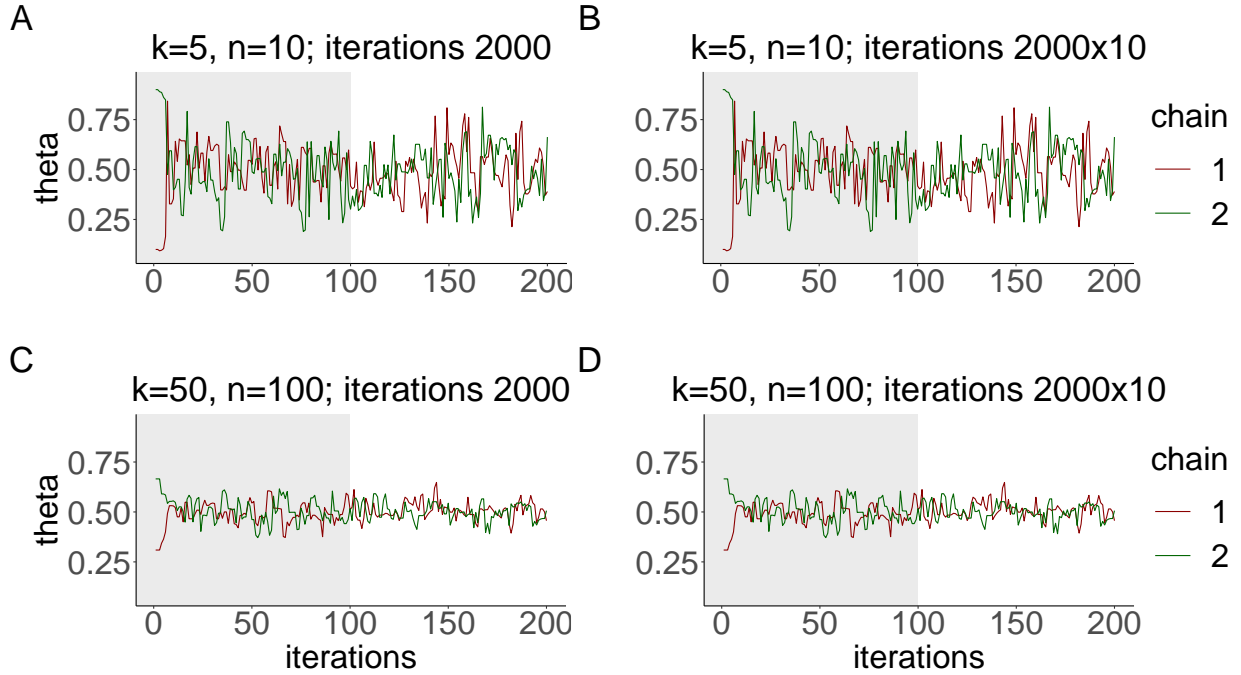 A
k=5, n=10; iterations 2000
0.75
0.50
0.25
theta
0 50 100 150 200
B
k=5, n=10; iterations 2000x10
0.75
0.50
0.25
0 50 100 150 200
chain
1
2
C
k=50, n=100; iterations 2000
0.75
0.50
0.25
theta
0 50 100 150 200
iterations
D
k=50, n=100; iterations 2000x10
0.75
0.50
0.25
0 50 100 150 200
iterations
chain
1
2